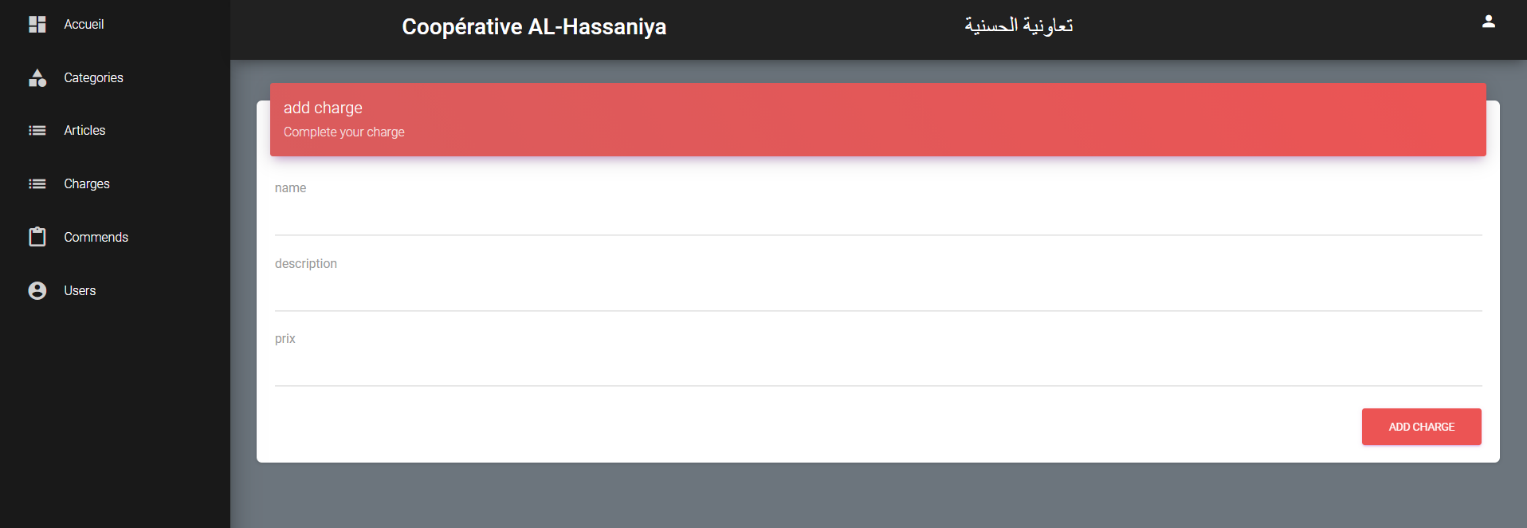 Accueil
Categories
Articles
Charges
Commends
Users
Coopérative AL-Hassaniya
تعاونية الحسنية
add charge
Complete your charge
name
description
prix
ADD CHARGE